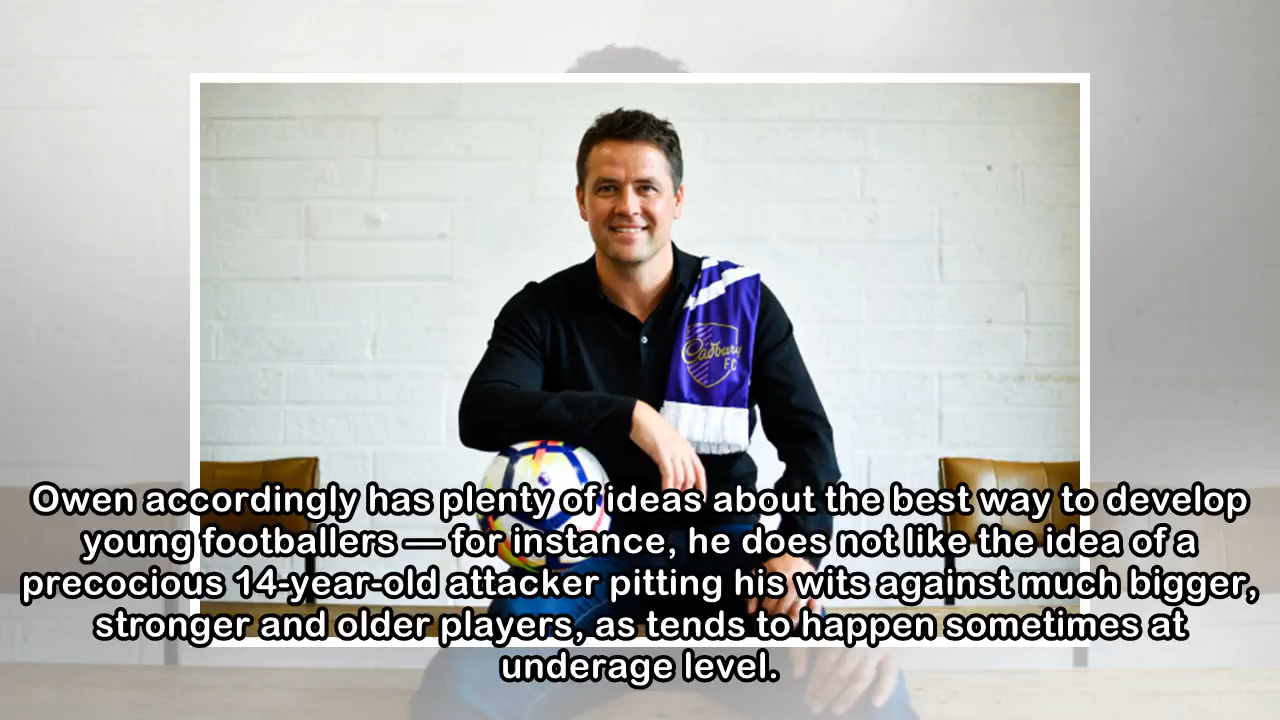 Cadbury
FC
Owen accordingly has plenty of ideas about the best way to develop
young footballers — for instance, he does not like the idea of a
precocious 14-year-old attacker pitting his wits against much bigger,
stronger and older players, as tends to happen sometimes at
underage level.